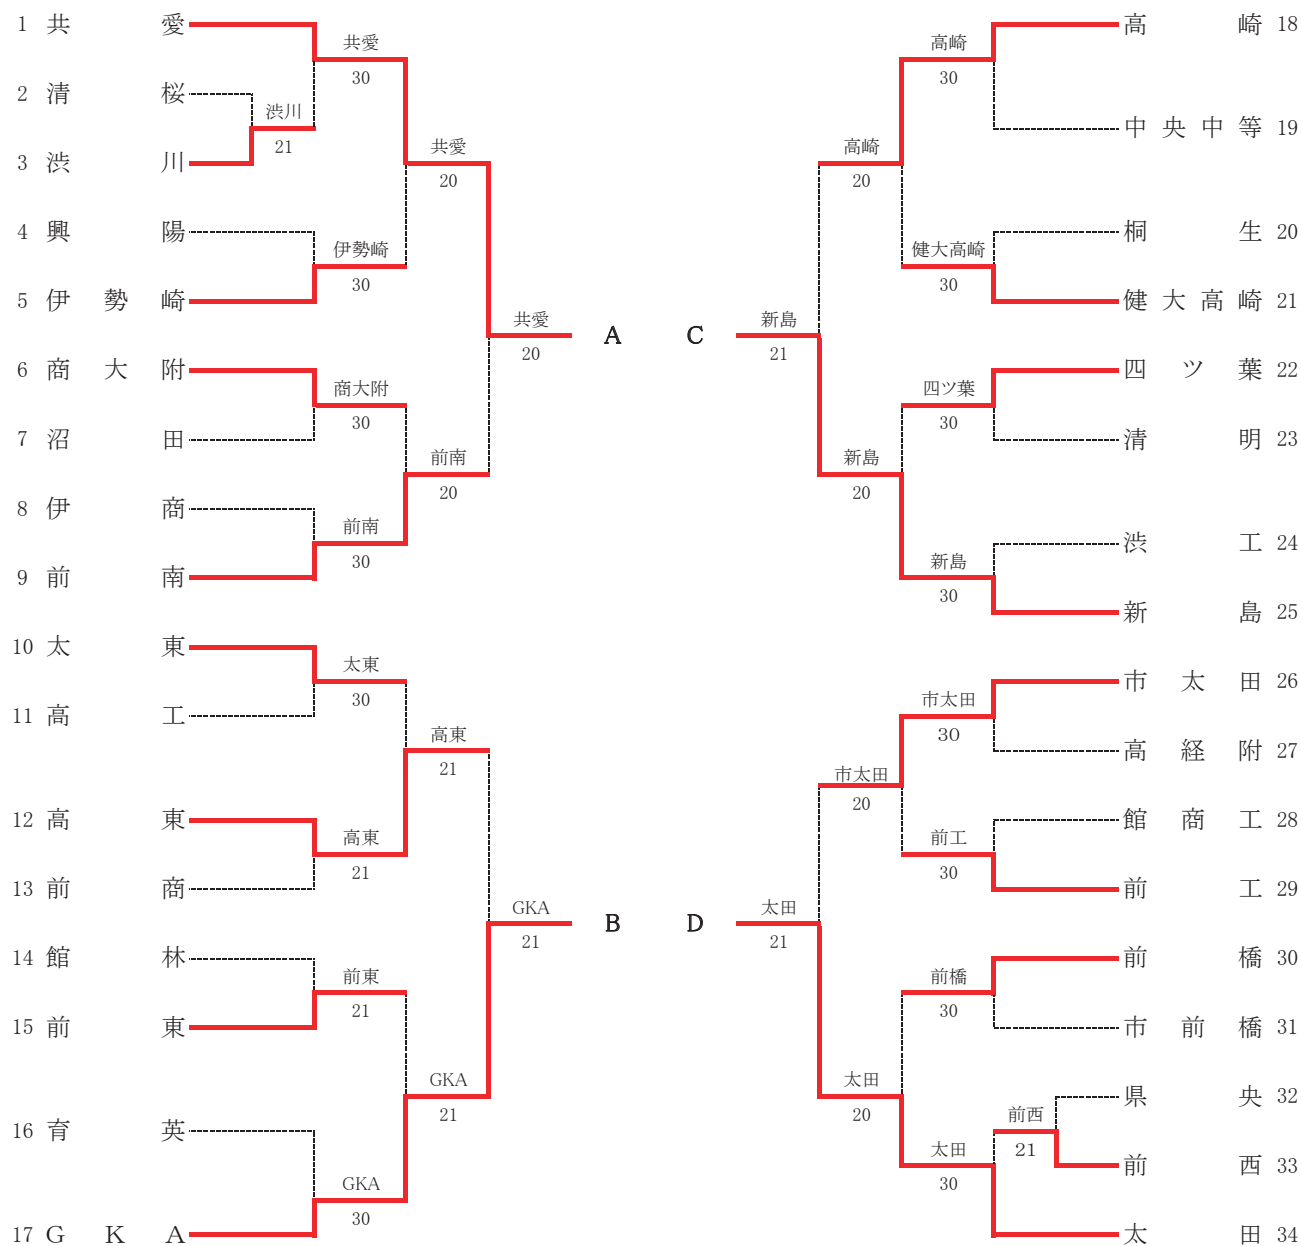 1 共愛
2 清桜
3 渋川
4 興陽
5 伊勢崎
6 商大附
7 沼田
8 伊商
9 前南
10 太東
11 高工
12 高東
13 前商
14 館林
15 前東
16 育英
17 GKA
共愛
30
渋川
21
伊勢崎
30
商大附
30
前南
30
太東
30
高東
21
前東
21
GKA
30
共愛
20
前南
20
高東
21
GKA
21
共愛
20
GKA
21
A
B
C
D
新島
21
太田
21
高崎
20
新島
20
市太田
20
太田
20
高崎
30
健大高崎
30
四ツ葉
30
新島
30
市太田
30
前工
30
前橋
30
太田
30
前西
21
高崎 18
中央中等 19
桐生 20
健大高崎 21
四ツ葉 22
清明 23
渋工 24
新島 25
市太田 26
高経附 27
館商工 28
前工 29
前橋 30
市前橋 31
県央 32
前西 33
太田 34